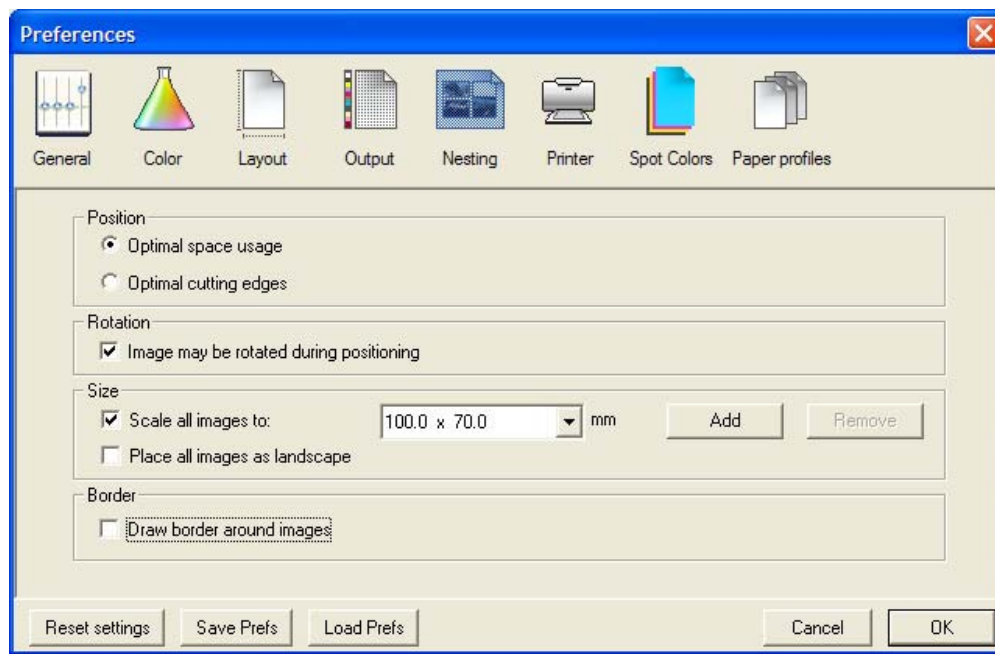 Preferences
General Color Layout Output Nesting Printer Spot Colors Paper profiles
Position
Optimal space usage
Optimal cutting edges
Rotation
Image may be rotated during positioning
Size
Scale all images to: 100.0 x 70.0 mm Add Remove
Place all images as landscape
Border
Draw border around images
Reset settings Save Prefs Load Prefs Cancel OK